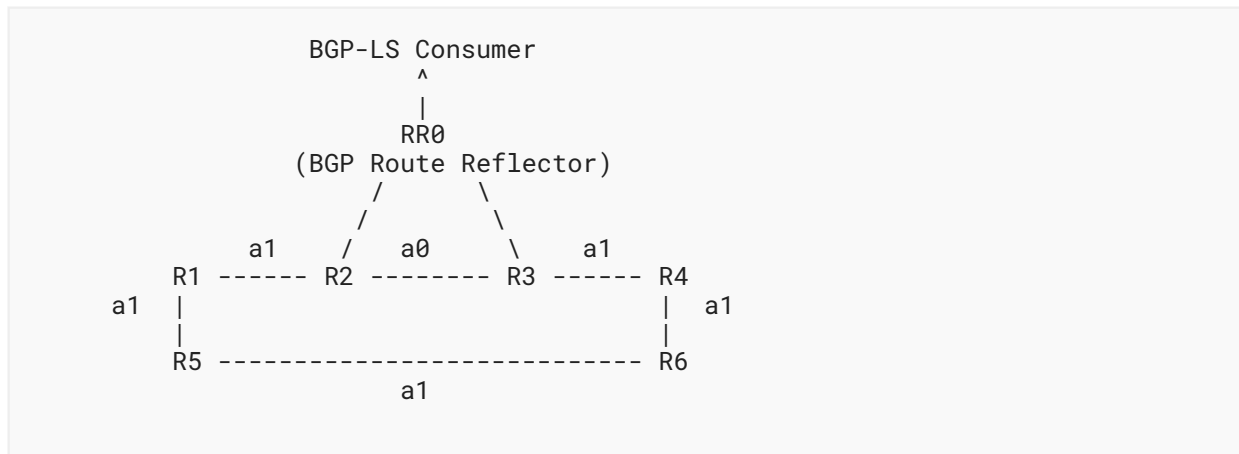 BGP-LS Consumer
^
|
RR0
(BGP Route Reflector)
/ \
/ \
a1 / a0 \ a1
R1 ------ R2 -------- R3 ------ R4
a1 | | a1
| |
R5 ---------------------------- R6
a1